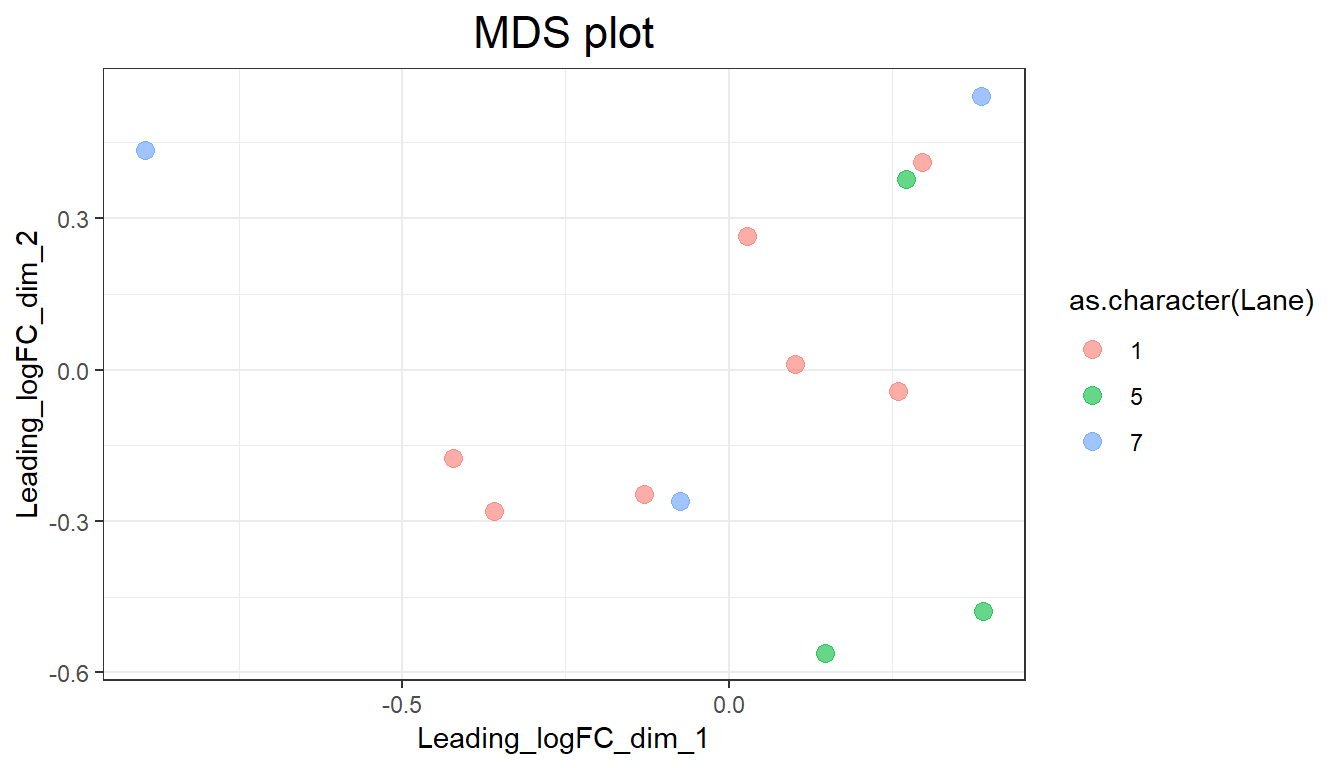 MDS plot
Leading_logFC_dim_2
0.3
0.0
-0.3
-0.6
-0.5
0.0
Leading_logFC_dim_1
as.character(Lane)
1
5
7